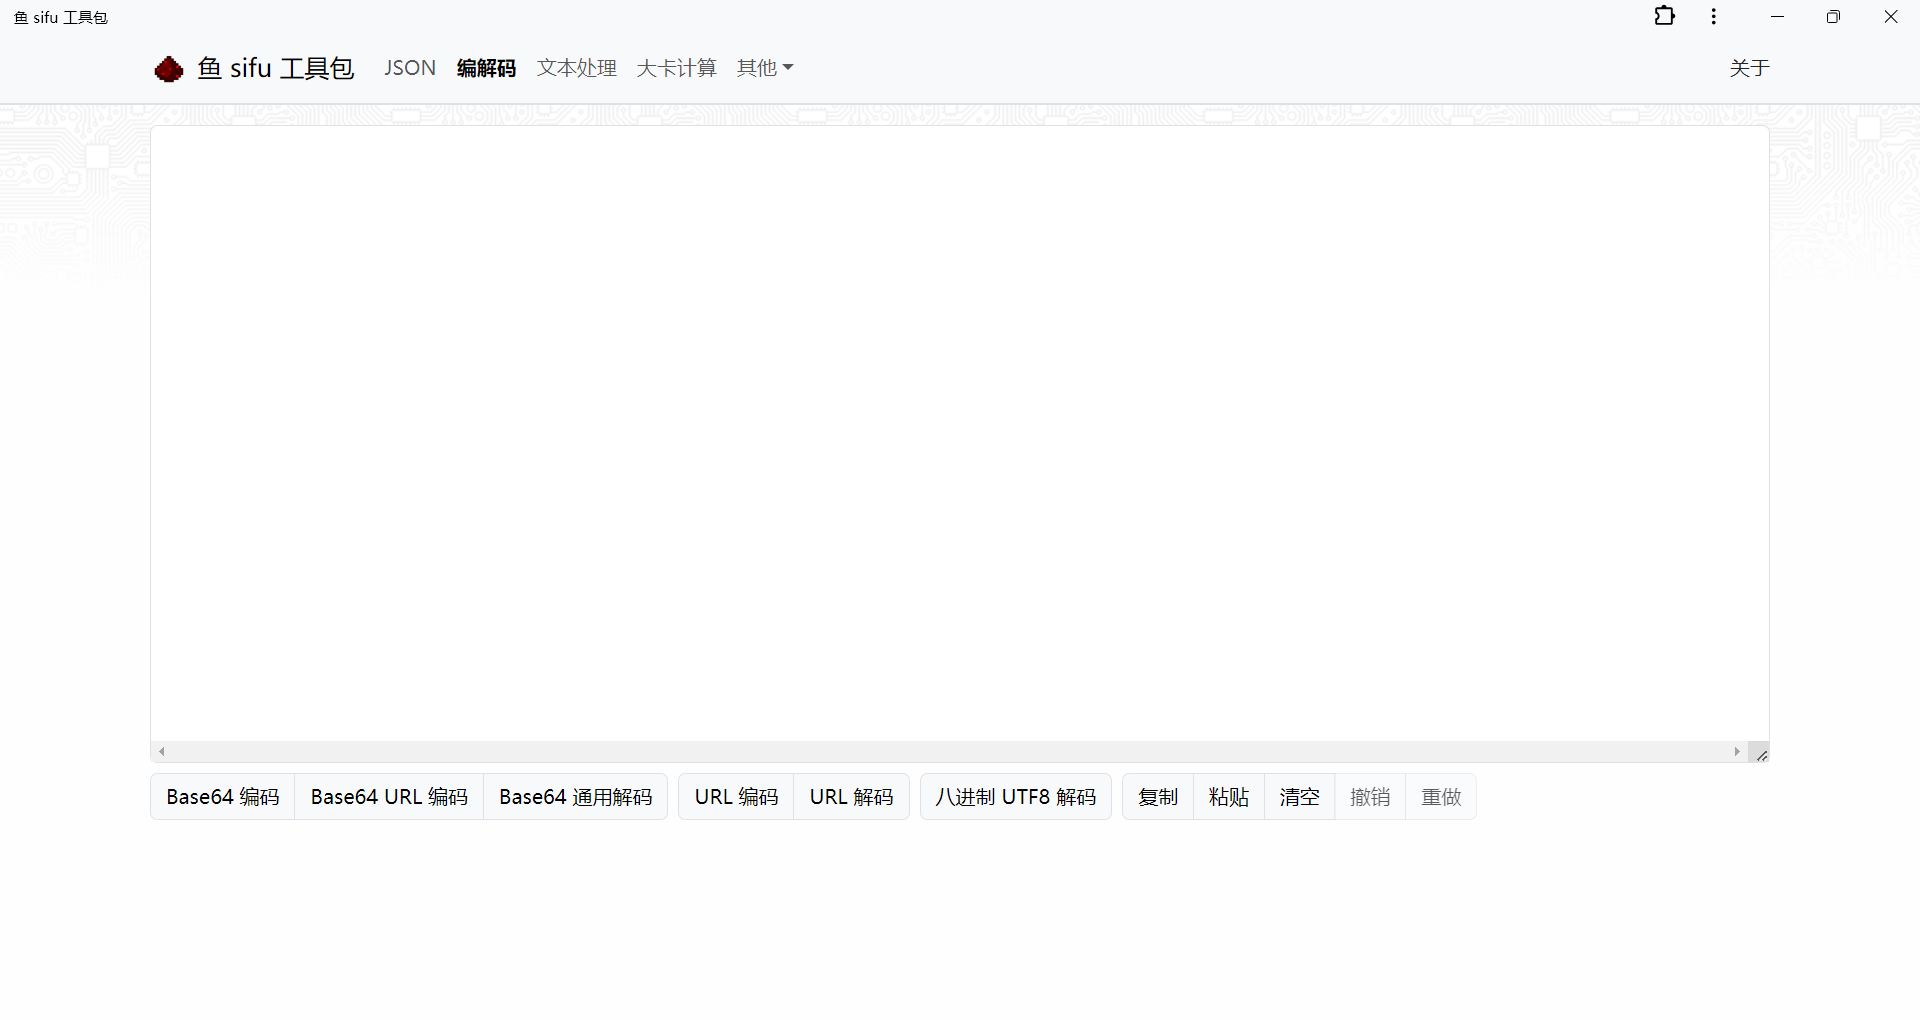 鱼 sifu 工具包
鱼 sifu 工具包 JSON 编解码 文本处理 大卡计算 其他 关于
Base64 编码 Base64 URL 编码 Base64 通用解码 URL 编码 URL 解码 八进制 UTF8 解码 复制 粘贴 清空 撤销 重做